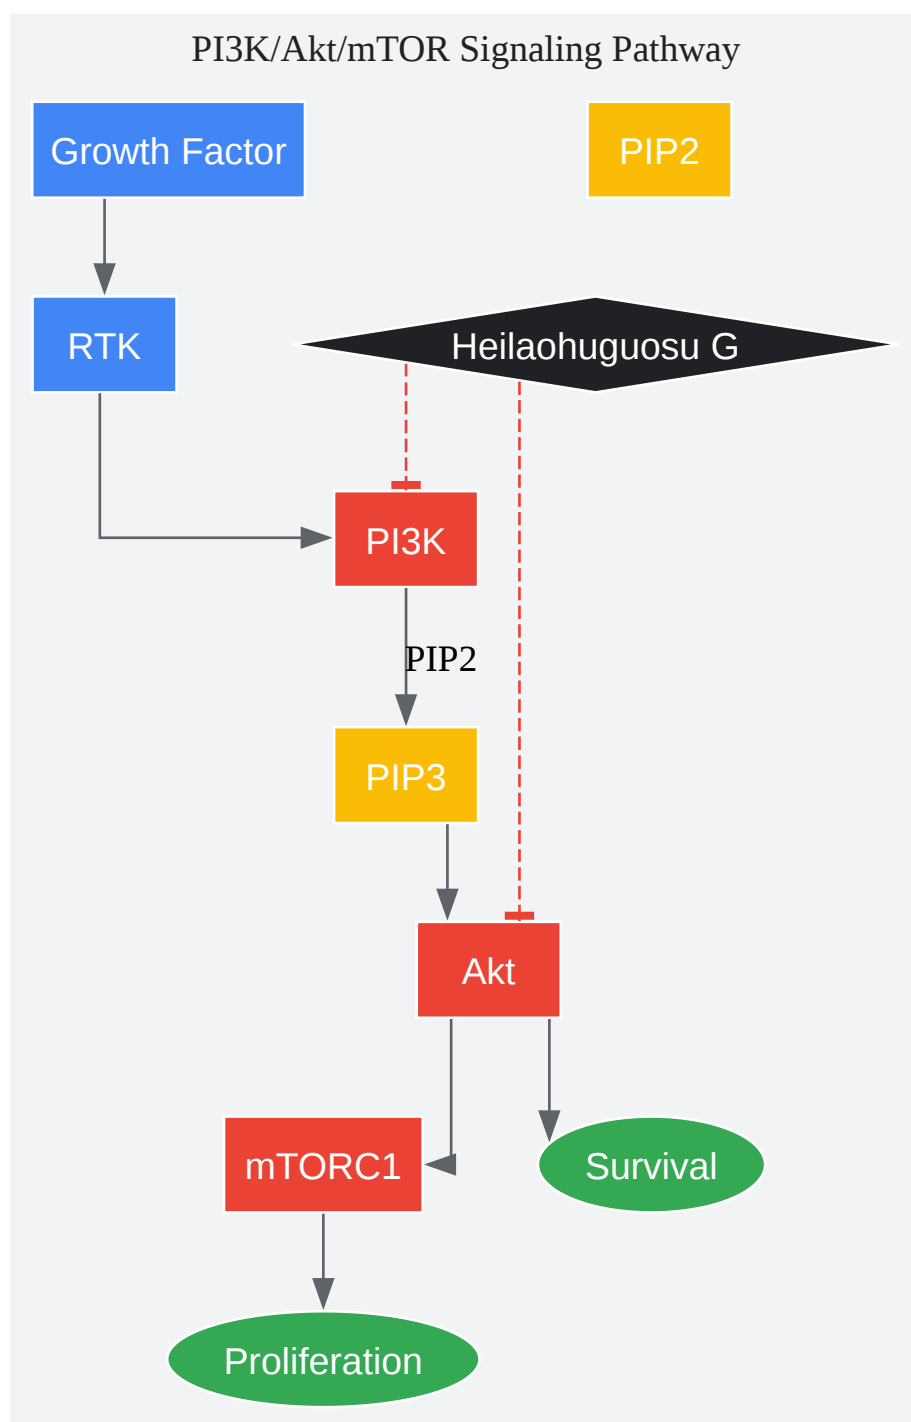 PI3K/Akt/mTOR Signaling Pathway
Growth Factor
PIP2
RTK
Heilaohuguosu G
PI3K
PIP2
PIP3
Akt
mTORC1
Survival
Proliferation